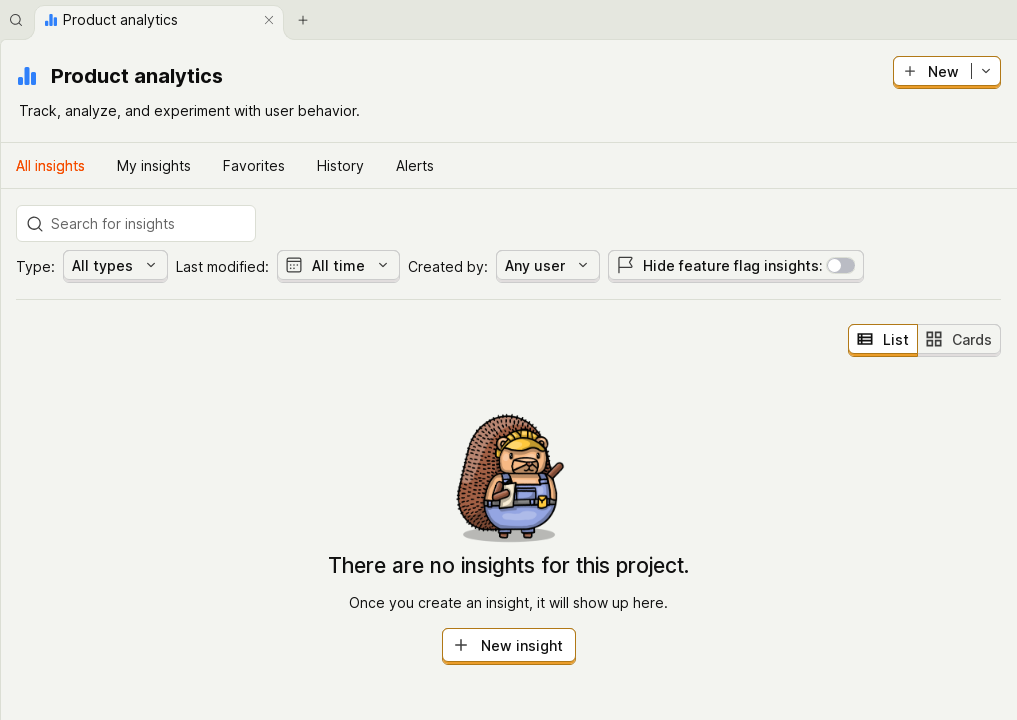 Product analytics
Product analytics
New
Track, analyze, and experiment with user behavior.
All insights My insights Favorites History Alerts
Search for insights
Type: All types Last modified: All time Created by: Any user Hide feature flag insights:
List Cards
There are no insights for this project.
Once you create an insight, it will show up here.
New insight